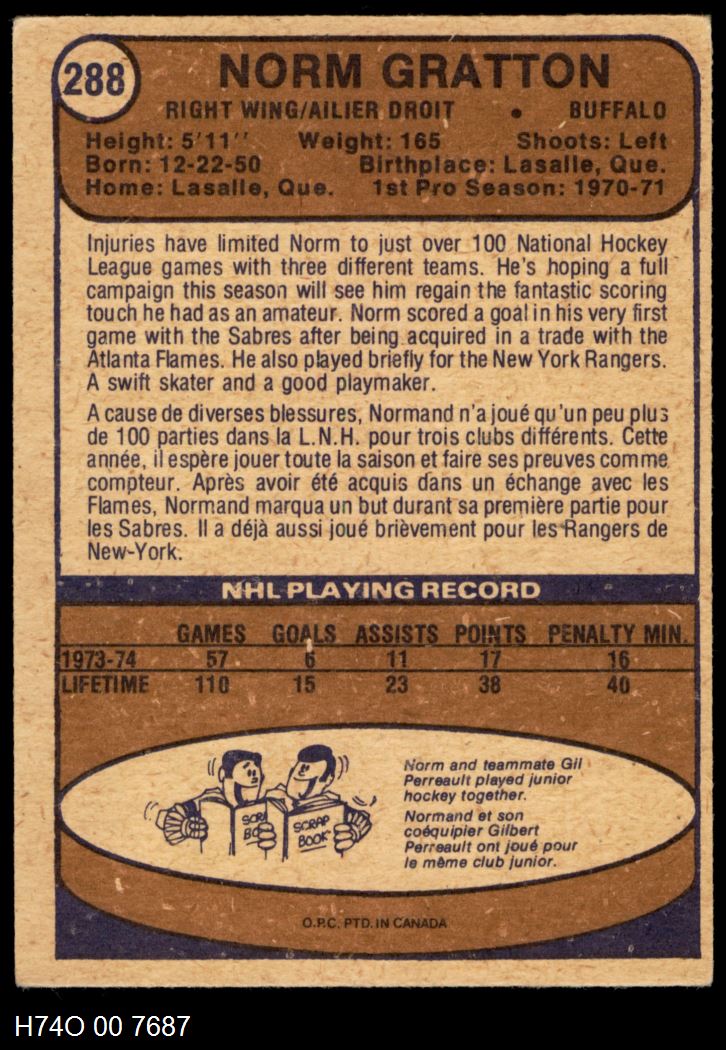 288
NORM GRATTON
RIGHT WING/AILIER DROIT • BUFFALO
Height: 5'11'' Weight: 165 Shoots: Left
Born: 12-22-50 Birthplace: Lasalle, Que.
Home: Lasalle, Que. 1st Pro Season: 1970-71
Injuries have limited Norm to just over 100 National Hockey
League games with three different teams. He's hoping a full
campaign this season will see him regain the fantastic scoring
touch he had as an amateur. Norm scored a goal in his very first
game with the Sabres after being acquired in a trade with the
Atlanta Flames. He also played briefly for the New York Rangers.
A swift skater and a good playmaker.
A cause de diverses blessures, Normand n'a joué qu'un peu plus
de 100 parties dans la L.N.H. pour trois clubs différents. Cette
année, il espère jouer toute la saison et faire ses preuves comme
compteur. Après avoir été acquis dans un échange avec les
Flames, Normand marqua un but durant sa première partie pour
les Sabres. Il a déjà aussi joué brièvement pour les Rangers de
New-York.
NHL PLAYING RECORD
GAMES GOALS ASSISTS POINTS PENALTY MIN.
1973-74 57 6 11 17 16
LIFETIME 110 15 23 38 40
SCRAP BOOK
Norm and teammate Gil
Perreault played junior
hockey together.
Normand et son
coéquipier Gilbert
Perreault ont joué pour
le même club junior.
O.P.C. PTD. IN CANADA
H74O 00 7687